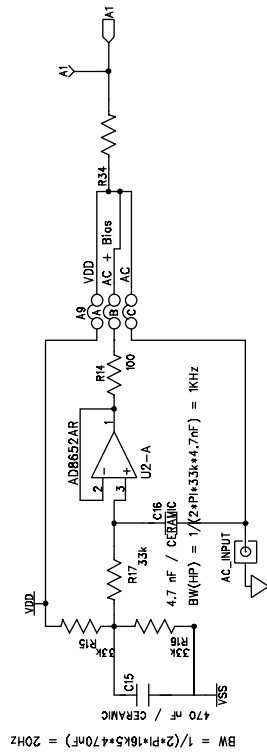 A1
A1
R34
VDD
AC + Bias
AC
A9
A
B
C
R14
100
AD8652AR
1
2
-
3
+
U2-A
C16
4.7 nF / CERAMIC
BW(HP) = 1/(2*PI*33k*4,7nF) = 1KHz
R17
33k
AC_INPUT
VDD
R15
33k
R16
33k
C15
470 nF / CERAMIC
VSS
BW = 1/(2*PI*16k5*470nF) = 20Hz